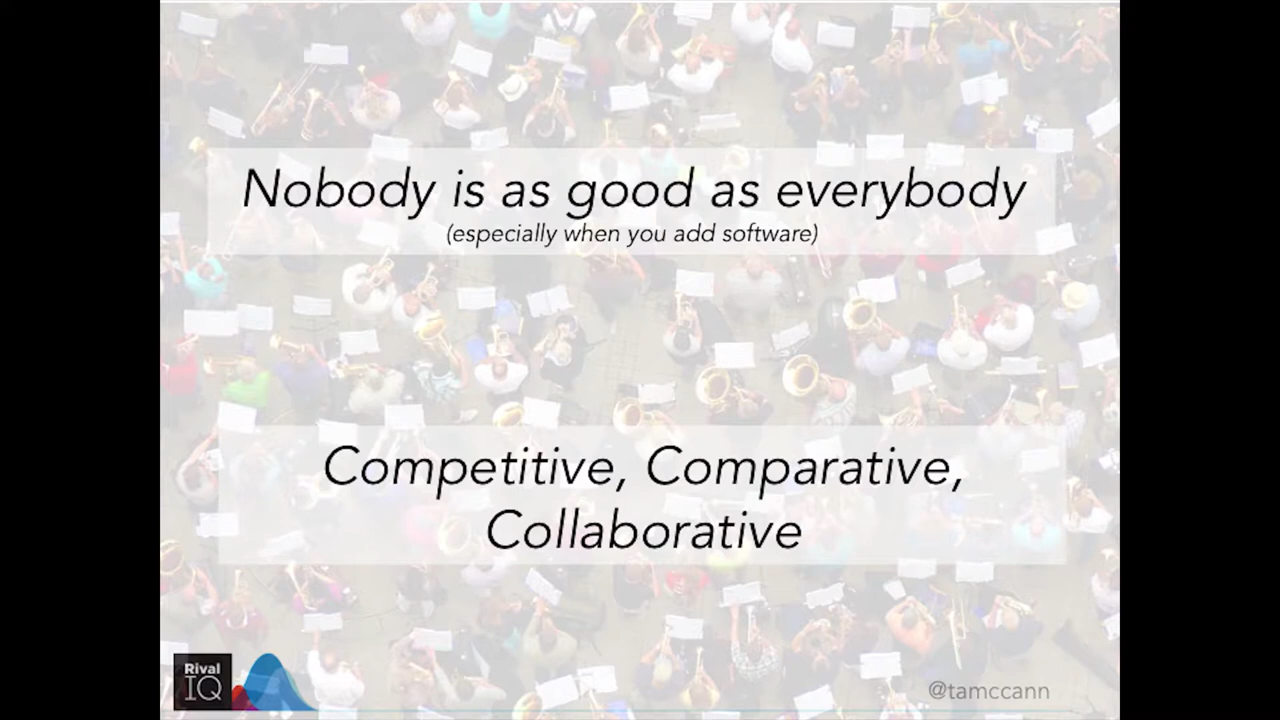 Nobody is as good as everybody
(especially when you add software)
Competitive, Comparative,
Collaborative
Rival
IQ
@tamccann